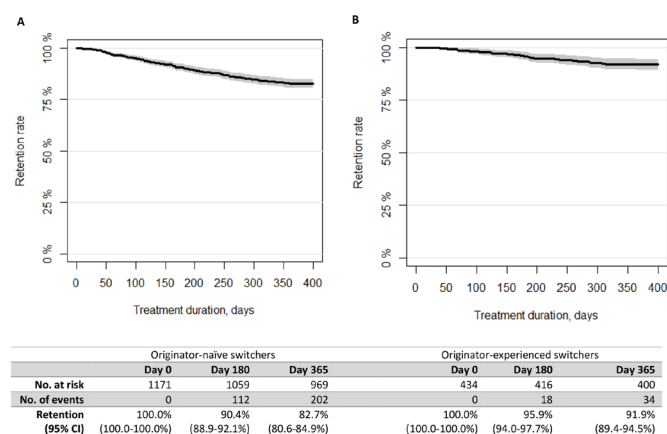 A
B
100 %
75 %
50 %
25 %
0 %
Retention rate
0 50 100 150 200 250 300 350 400
Treatment duration, days
100 %
75 %
50 %
25 %
0 %
Retention rate
0 50 100 150 200 250 300 350 400
Treatment duration, days
Originator-naïve switchers Originator-experienced switchers
Day 0 Day 180 Day 365 Day 0 Day 180 Day 365
No. at risk 1171 1059 969 434 416 400
No. of events 0 112 202 0 18 34
Retention 100.0% 90.4% 82.7% 100.0% 95.9% 91.9%
(95% CI) (100.0-100.0%) (88.9-92.1%) (80.6-84.9%) (100.0-100.0%) (94.0-97.7%) (89.4-94.5%)